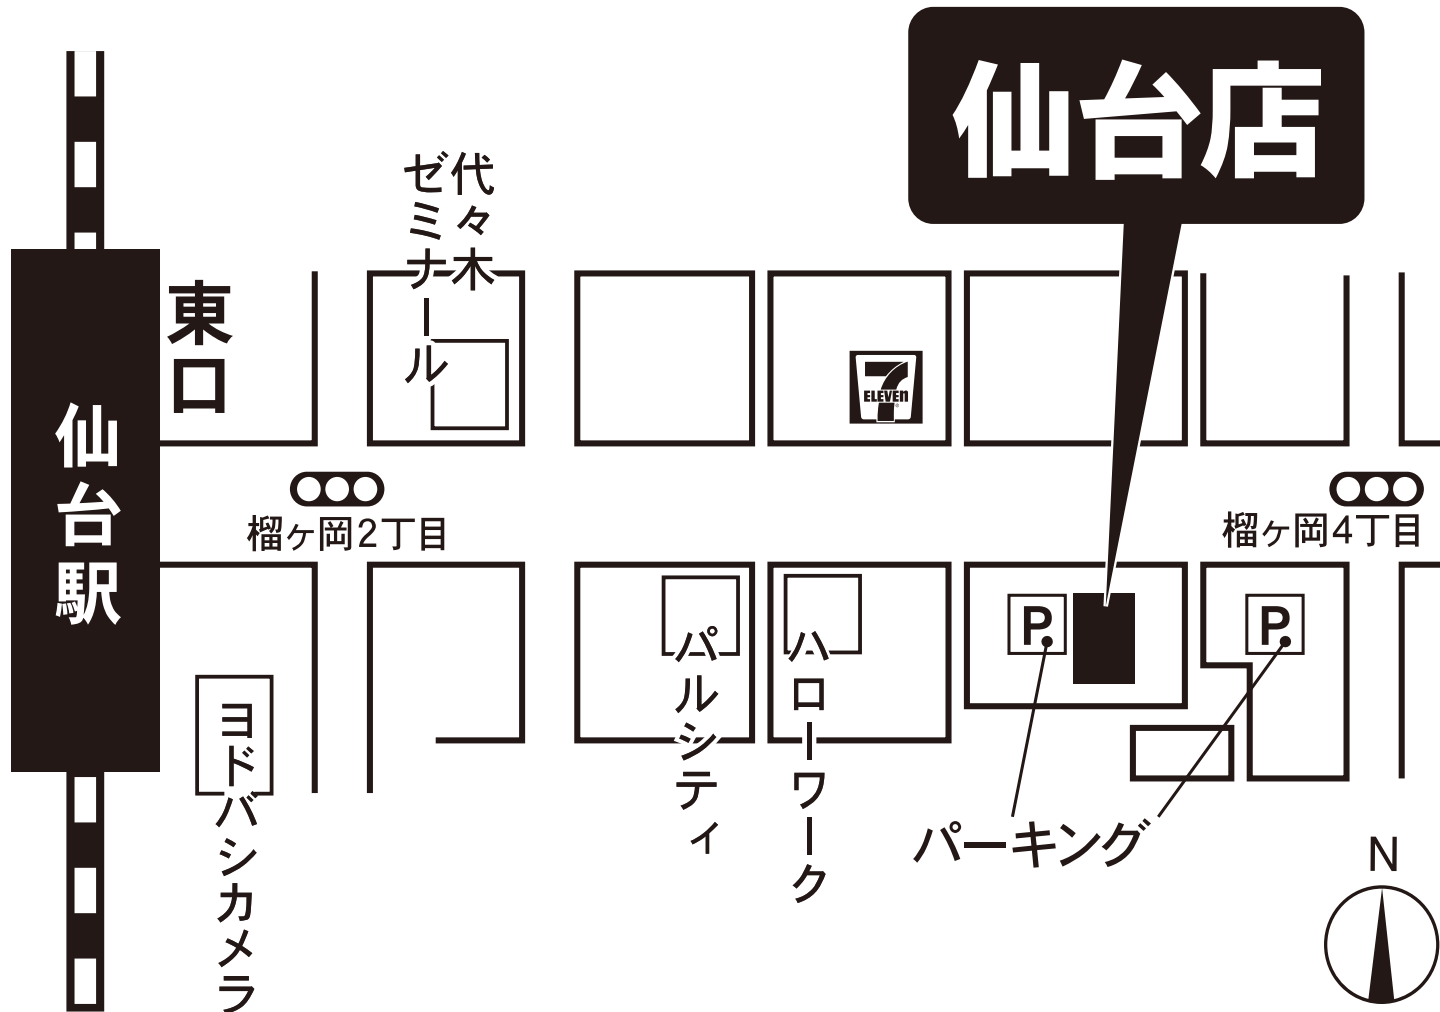 仙台店
代々木
ゼミナール
東口
7
ELEVEN
仙台駅
榴ヶ岡2丁目
榴ヶ岡4丁目
P
P
ヨドバシカメラ
パルシティ
ハローワーク
パーキング
N